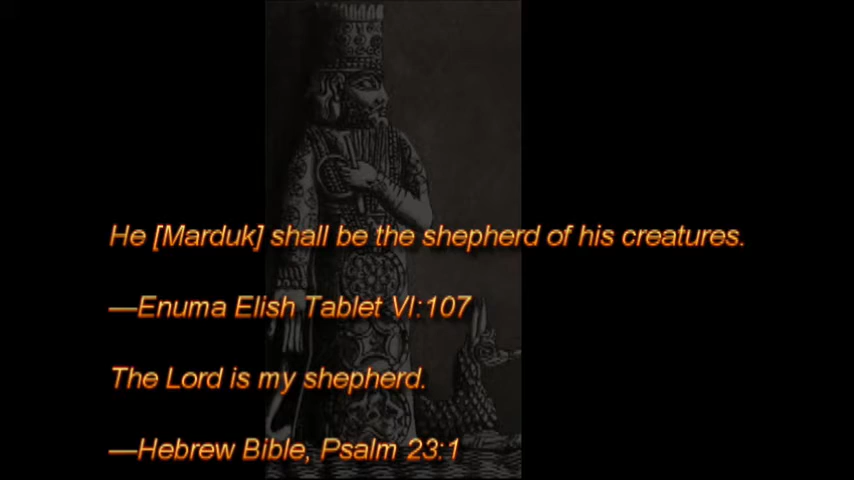 He [Marduk] shall be the shepherd of his creatures.
—Enuma Elish Tablet VI:107
The Lord is my shepherd.
—Hebrew Bible, Psalm 23:1